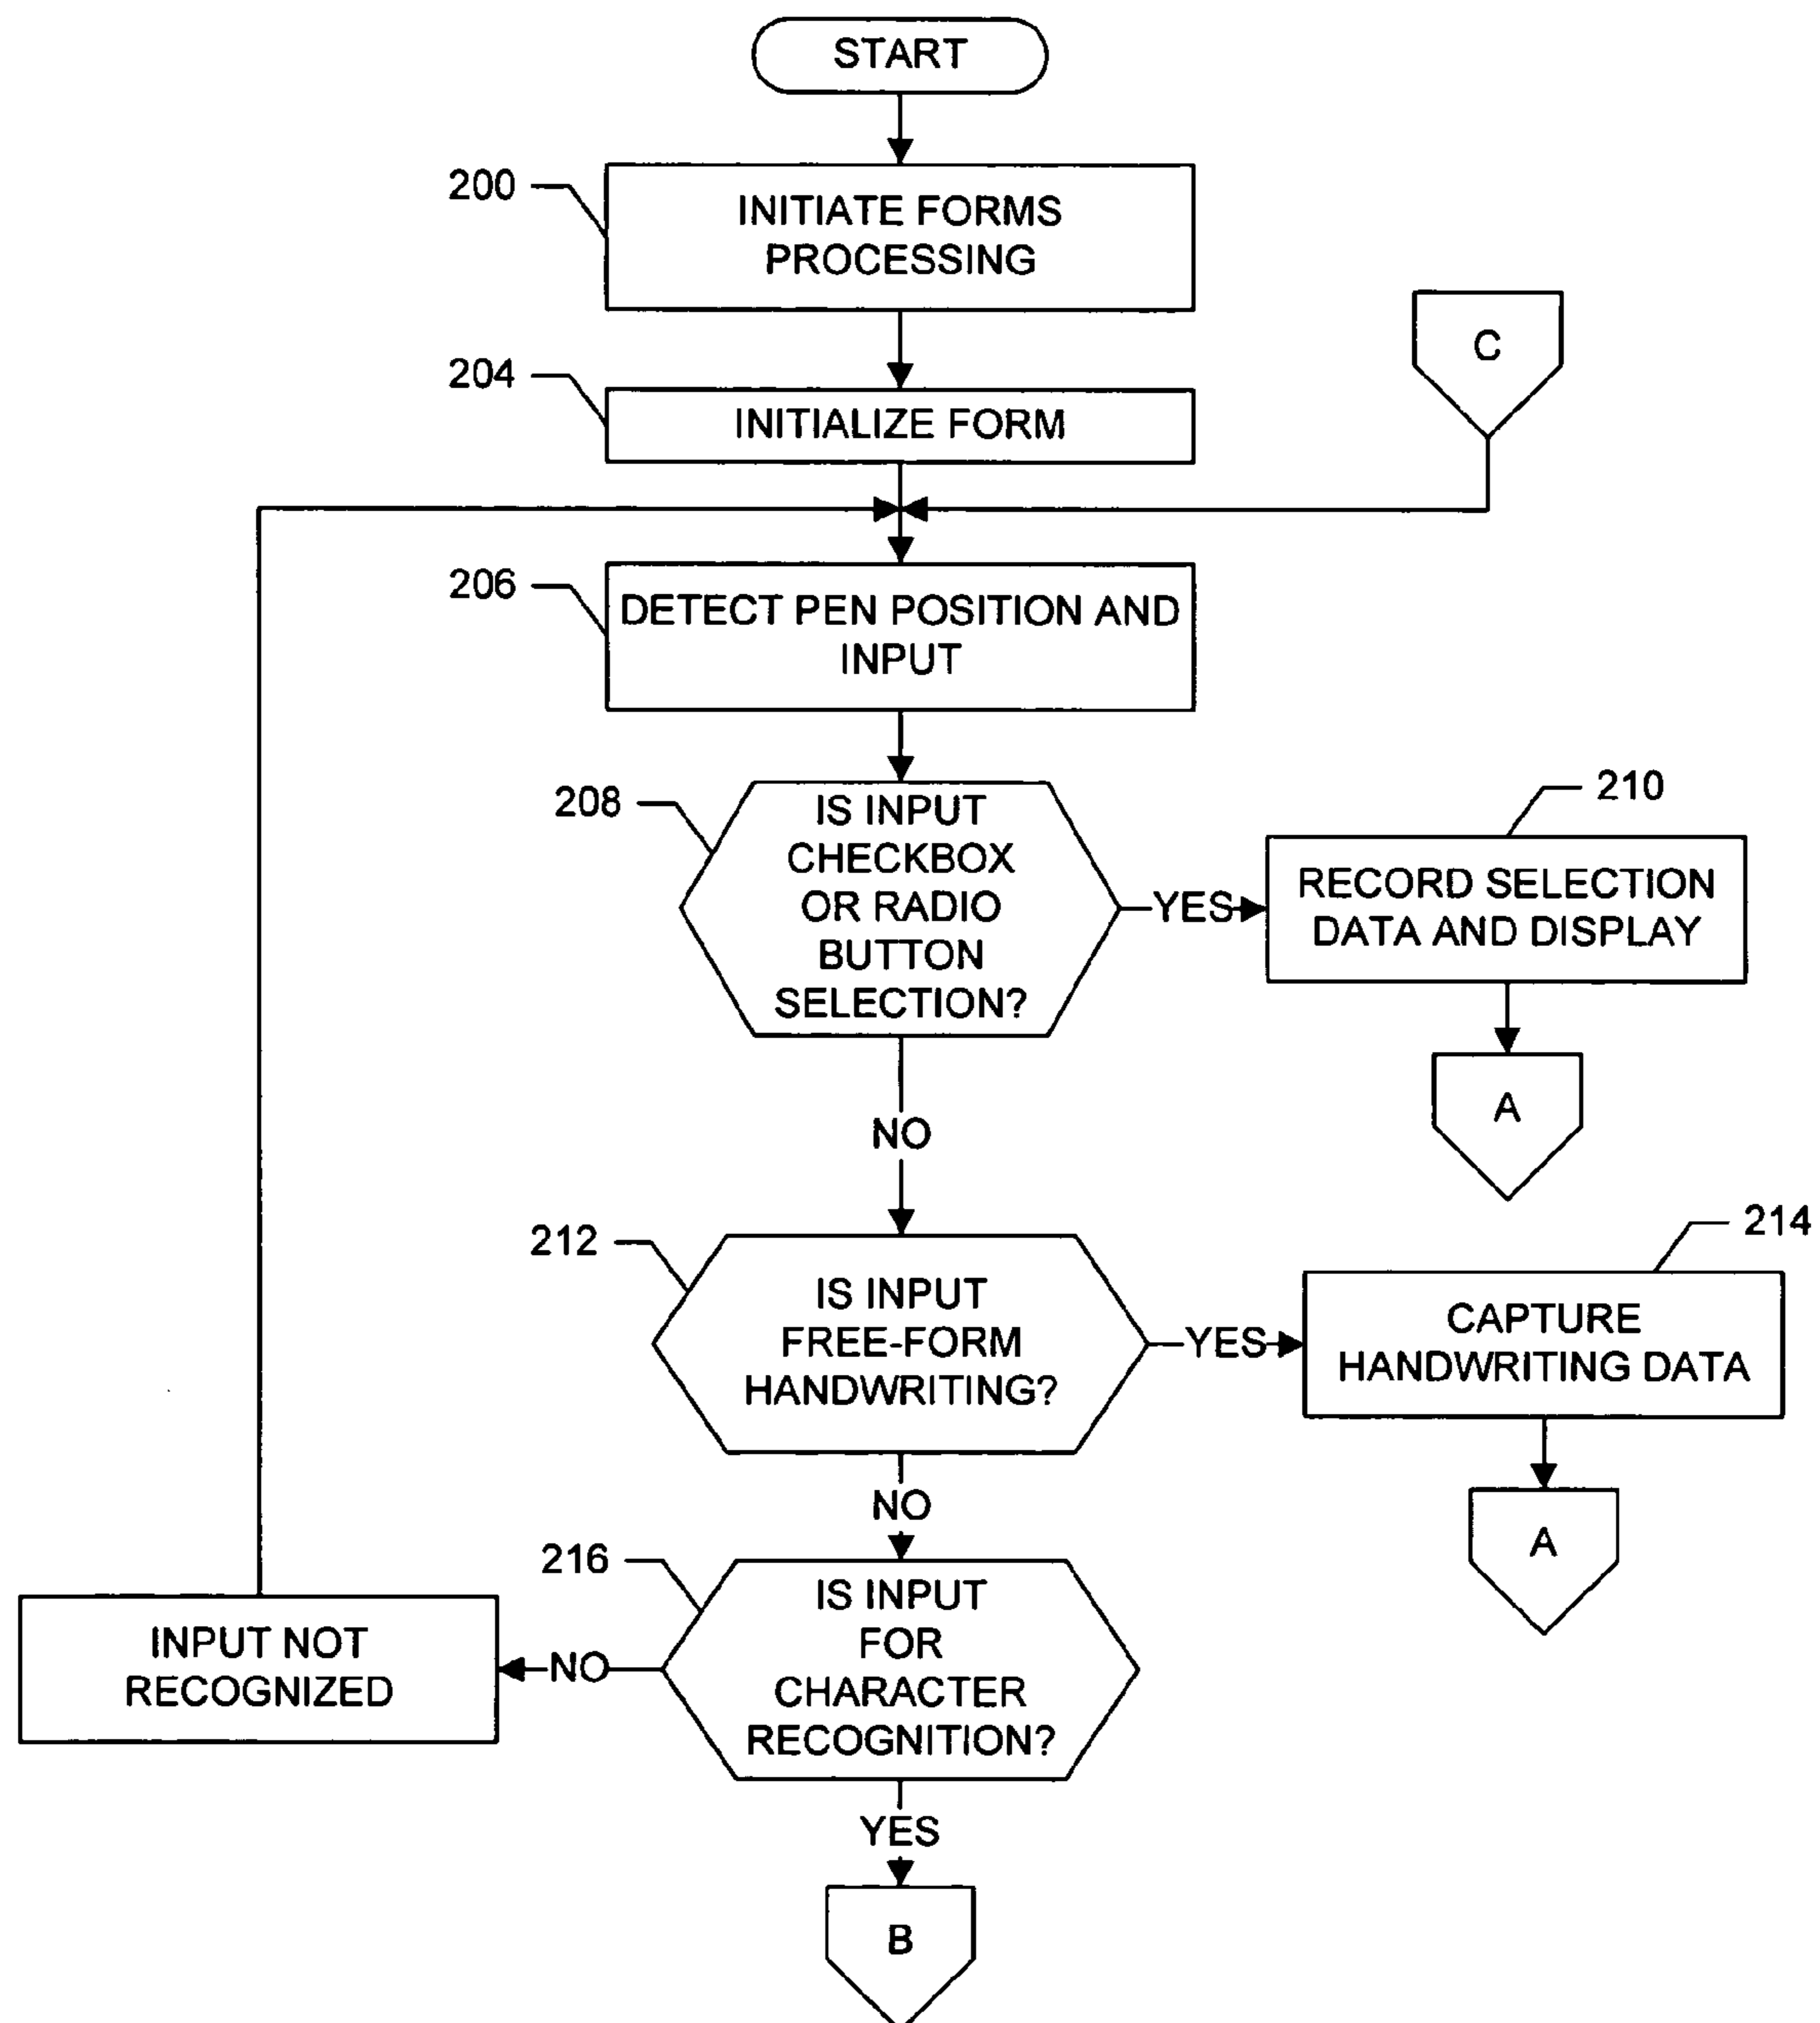 START
200
INITIATE FORMS
PROCESSING
C
204
INITIALIZE FORM
206
DETECT PEN POSITION AND
INPUT
208
IS INPUT
CHECKBOX
OR RADIO
BUTTON
SELECTION?
YES
210
RECORD SELECTION
DATA AND DISPLAY
A
NO
212
IS INPUT
FREE-FORM
HANDWRITING?
YES
214
CAPTURE
HANDWRITING DATA
A
NO
216
IS INPUT
FOR
CHARACTER
RECOGNITION?
NO
INPUT NOT
RECOGNIZED
YES
B